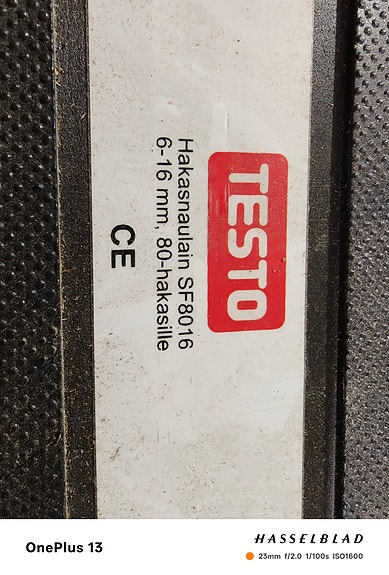 TESTO
Hakasnaulain SF8016
6-16 mm, 80-hakasille
CE
OnePlus 13
HASSELBLAD
23mm f/2.0 1/100s ISO1600